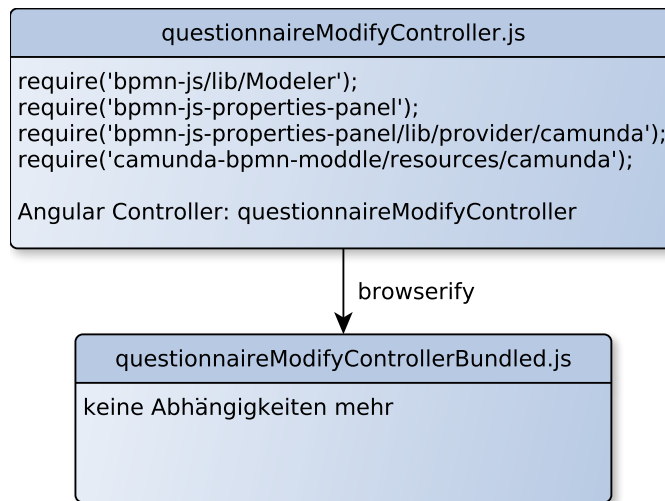 questionnaireModifyController.js
require('bpmn-js/lib/Modeler');
require('bpmn-js-properties-panel');
require('bpmn-js-properties-panel/lib/provider/camunda');
require('camunda-bpmn-moddle/resources/camunda');
Angular Controller: questionnaireModifyController
browserify
questionnaireModifyControllerBundled.js
keine Abhängigkeiten mehr